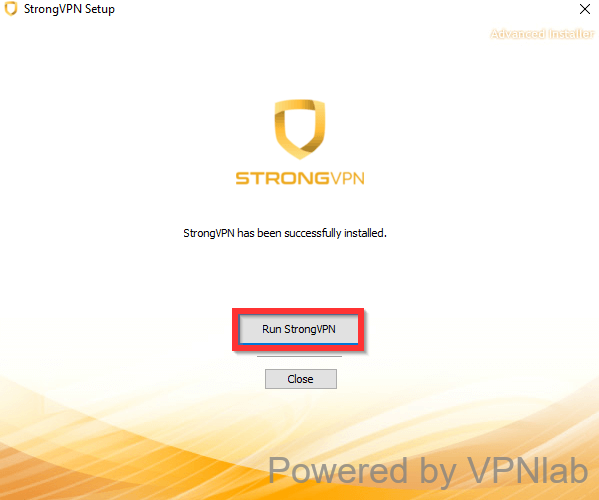 StrongVPN Setup
Advanced Installer
STRONGVPN
StrongVPN has been successfully installed.
Run StrongVPN
Close
Powered by VPNlab